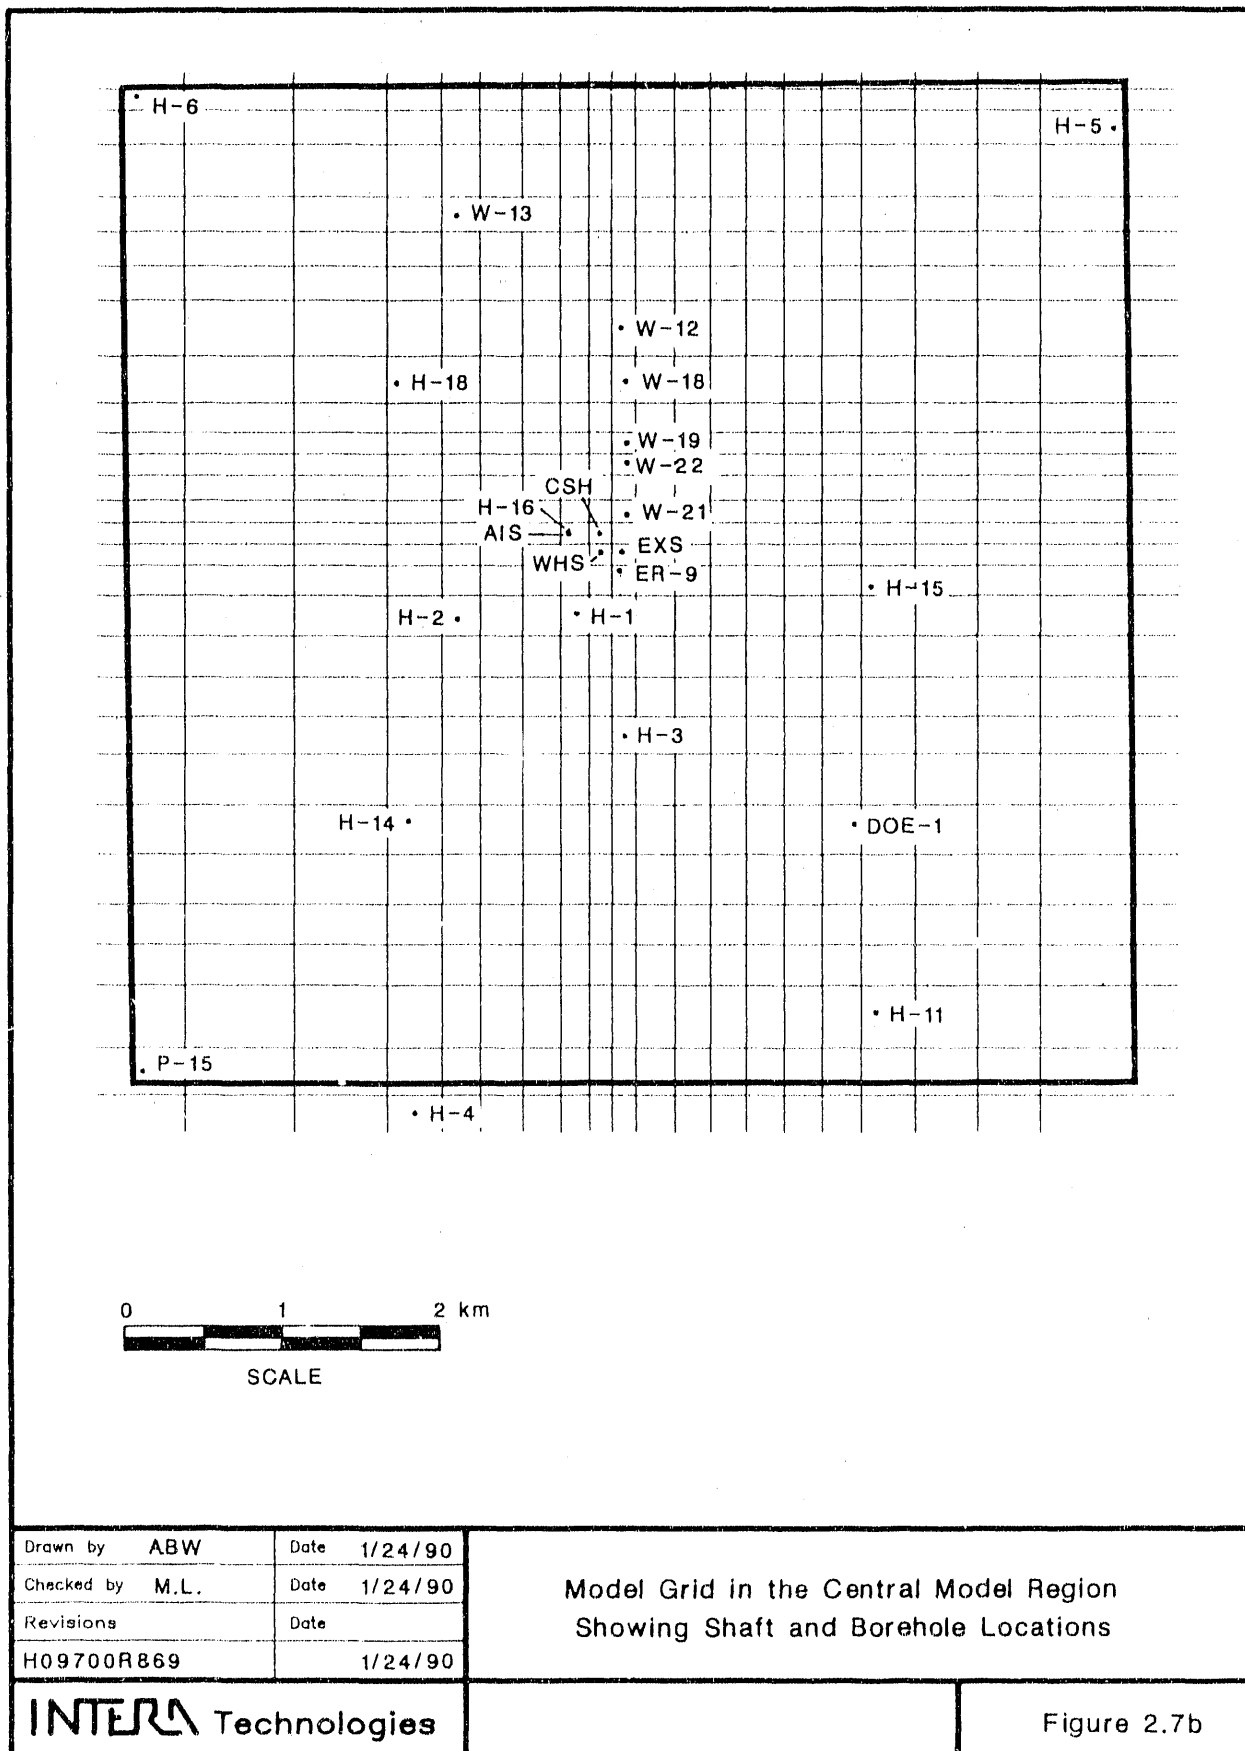 H-6
H-5
W-13
W-12
H-18
W-18
W-19
W-22
CSH
H-16
W-21
AIS
EXS
WHS
ER-9
H-15
H-2
H-1
H-3
H-14
DOE-1
H-11
P-15
H-4
0 1 2 km
SCALE
Drawn by ABW Date 1/24/90
Checked by M.L. Date 1/24/90
Revisions Date
H09700R869 1/24/90
Model Grid in the Central Model Region
Showing Shaft and Borehole Locations
INTERA Technologies
Figure 2.7b